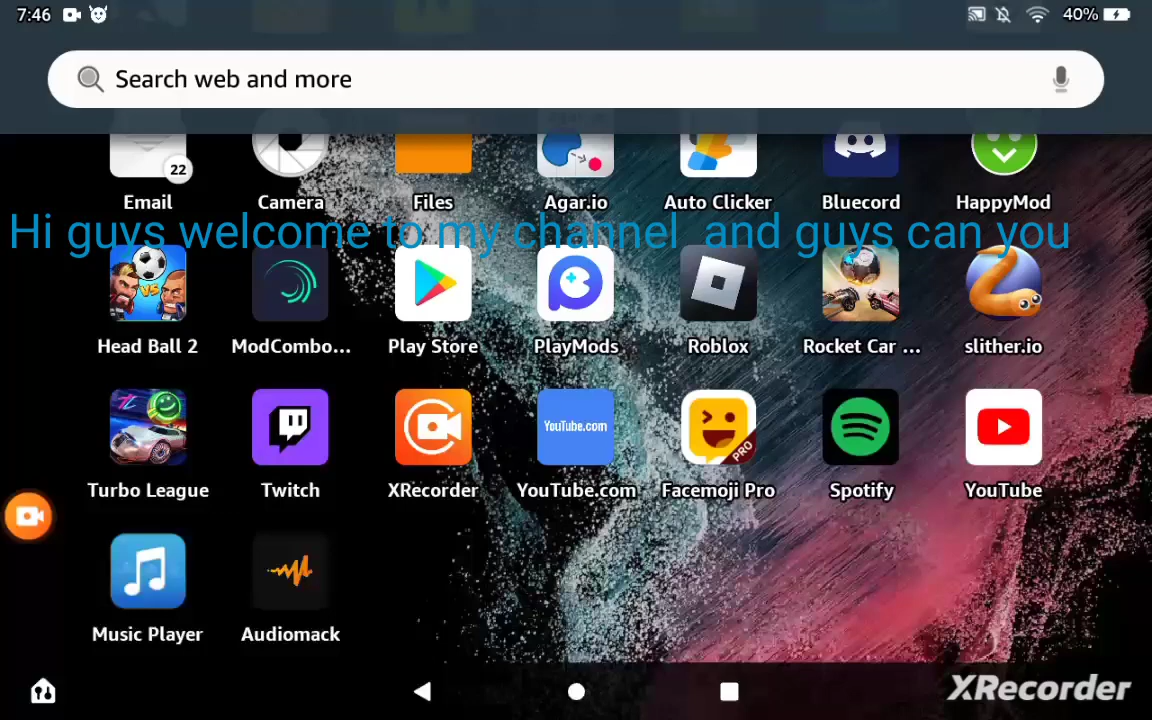 7:46 40%
Search web and more
22
Email Camera Files Agar.io Auto Clicker Bluecord HappyMod
Hi guys welcome to my channel and guys can you
VS
Head Ball 2 ModCombo... Play Store PlayMods Roblox Rocket Car ... slither.io
TL
YouTube.com
PRO
Turbo League Twitch XRecorder YouTube.com Facemoji Pro Spotify YouTube
Music Player Audiomack
XRecorder